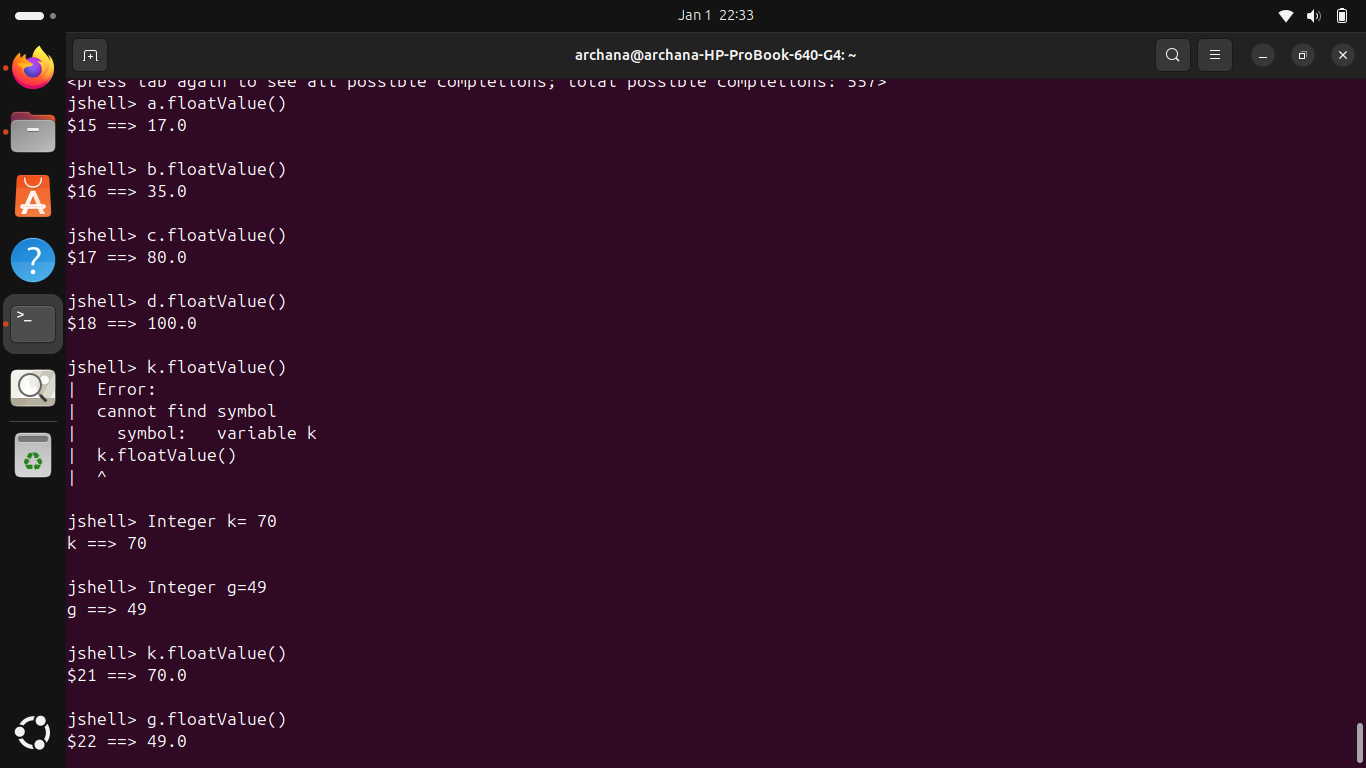 Jan 1 22:33
archana@archana-HP-ProBook-640-G4: ~
<press tab again to see all possible completions; total possible completions: 557>
jshell> a.floatValue()
$15 ==> 17.0
jshell> b.floatValue()
$16 ==> 35.0
jshell> c.floatValue()
$17 ==> 80.0
jshell> d.floatValue()
$18 ==> 100.0
jshell> k.floatValue()
|  Error:
|  cannot find symbol
|    symbol:   variable k
|  k.floatValue()
|  ^
jshell> Integer k= 70
k ==> 70
jshell> Integer g=49
g ==> 49
jshell> k.floatValue()
$21 ==> 70.0
jshell> g.floatValue()
$22 ==> 49.0